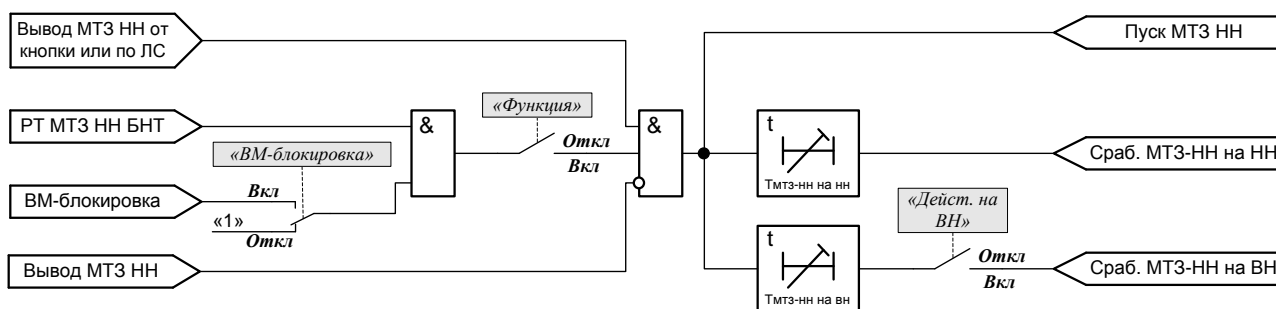 Вывод МТЗ НН от
кнопки или по ЛС
Пуск МТЗ НН
РТ МТЗ НН БНТ
&
«Функция»
Откл
Вкл
&
t
Тмтз-нн на нн
Сраб. МТЗ-НН на НН
«ВМ-блокировка»
ВМ-блокировка
Вкл
«1»
Откл
Вывод МТЗ НН
t
Тмтз-нн на вн
«Дейст. на
ВН»
Откл
Вкл
Сраб. МТЗ-НН на ВН